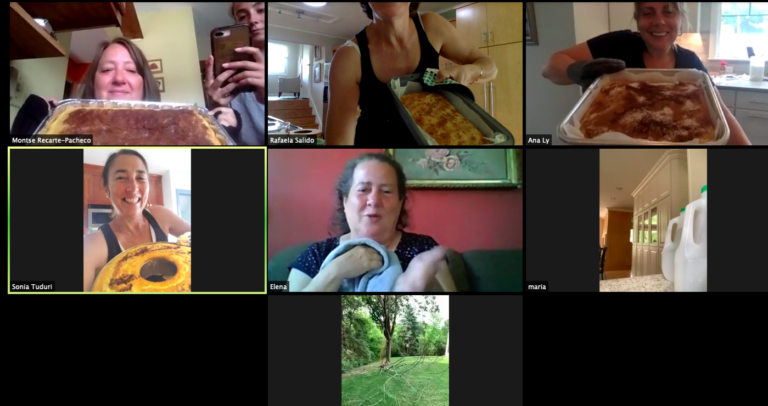 Montse Recarte-Pacheco
Rafaela Salido
Ana Ly
Sonia Tuduri
Elena
maria